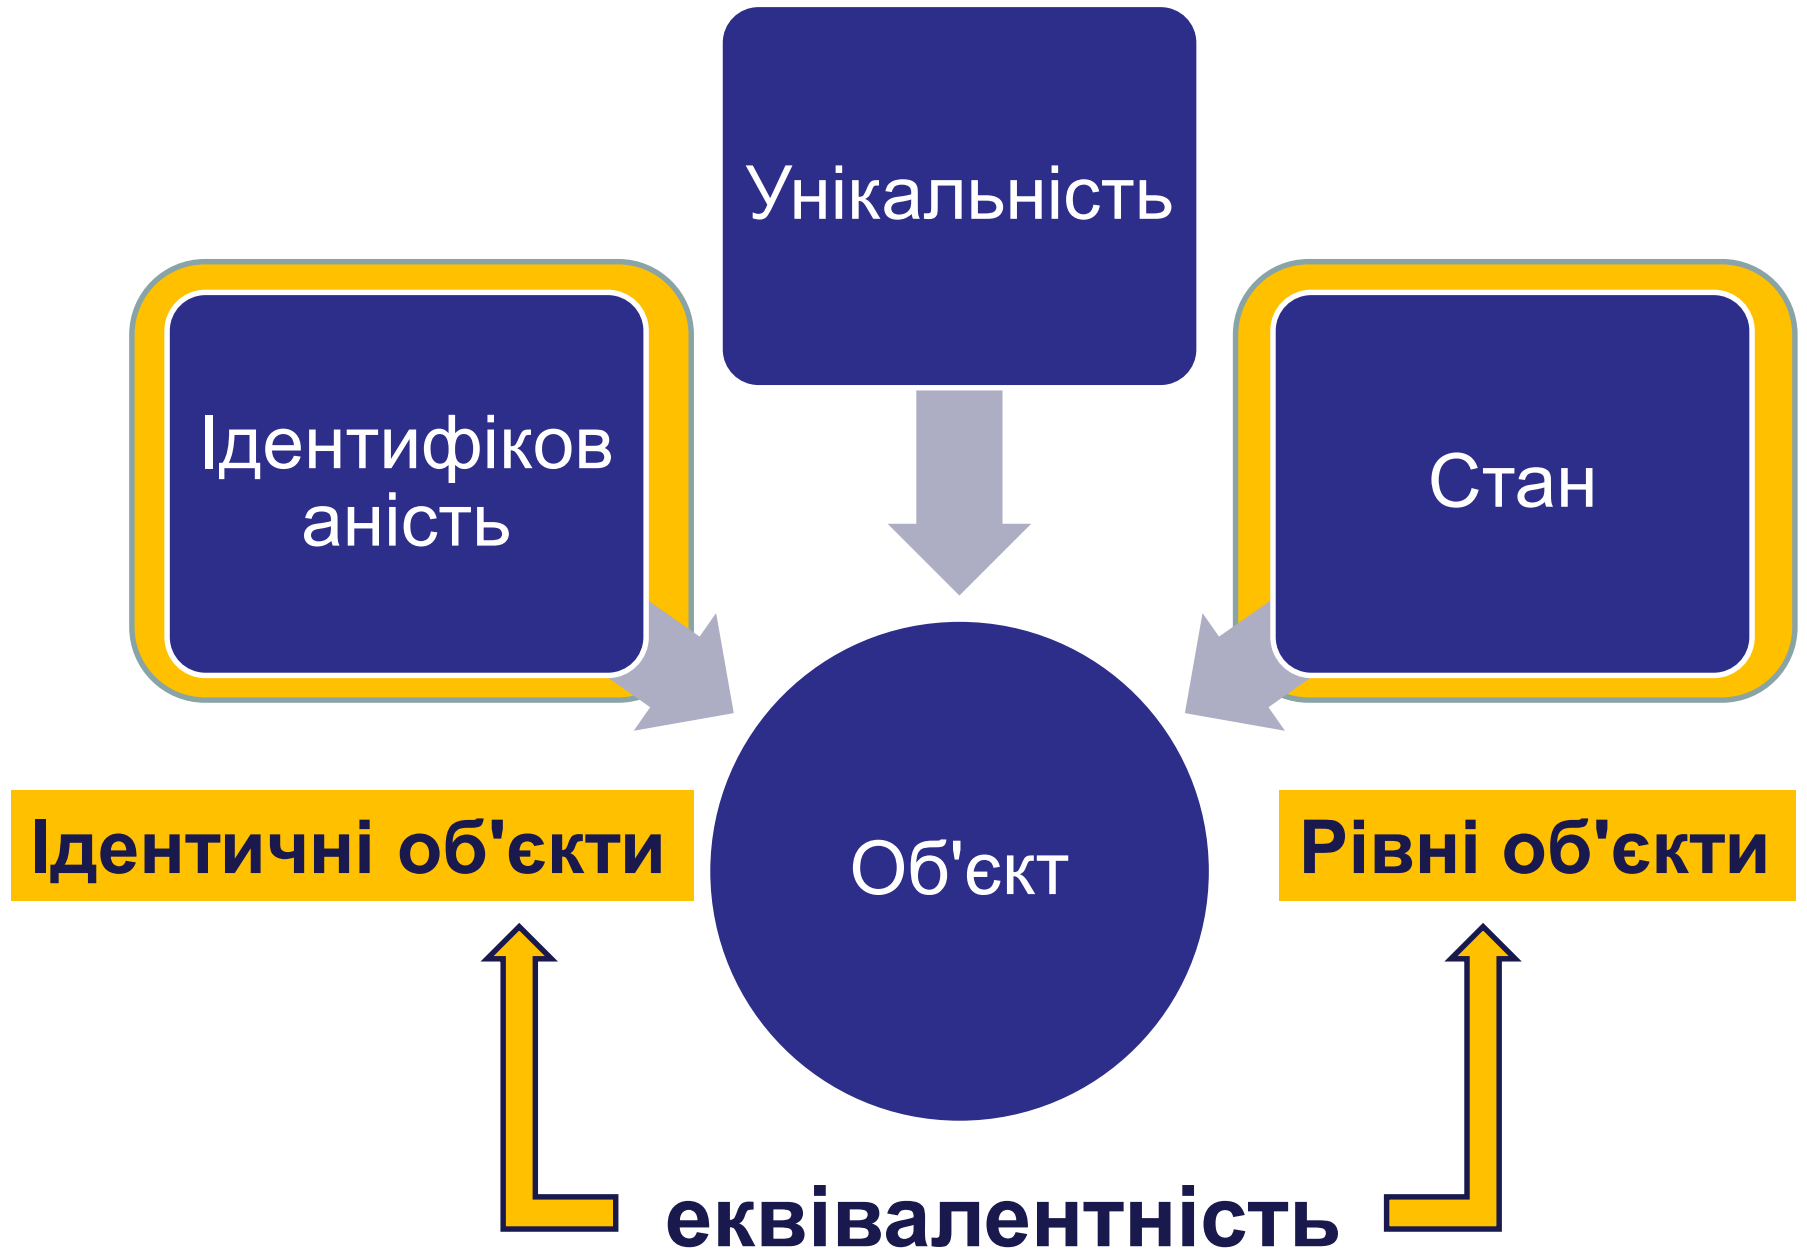 Унікальність
Ідентифіков
аність
Стан
Ідентичні об'єкти
Об'єкт
Рівні об'єкти
еквівалентність